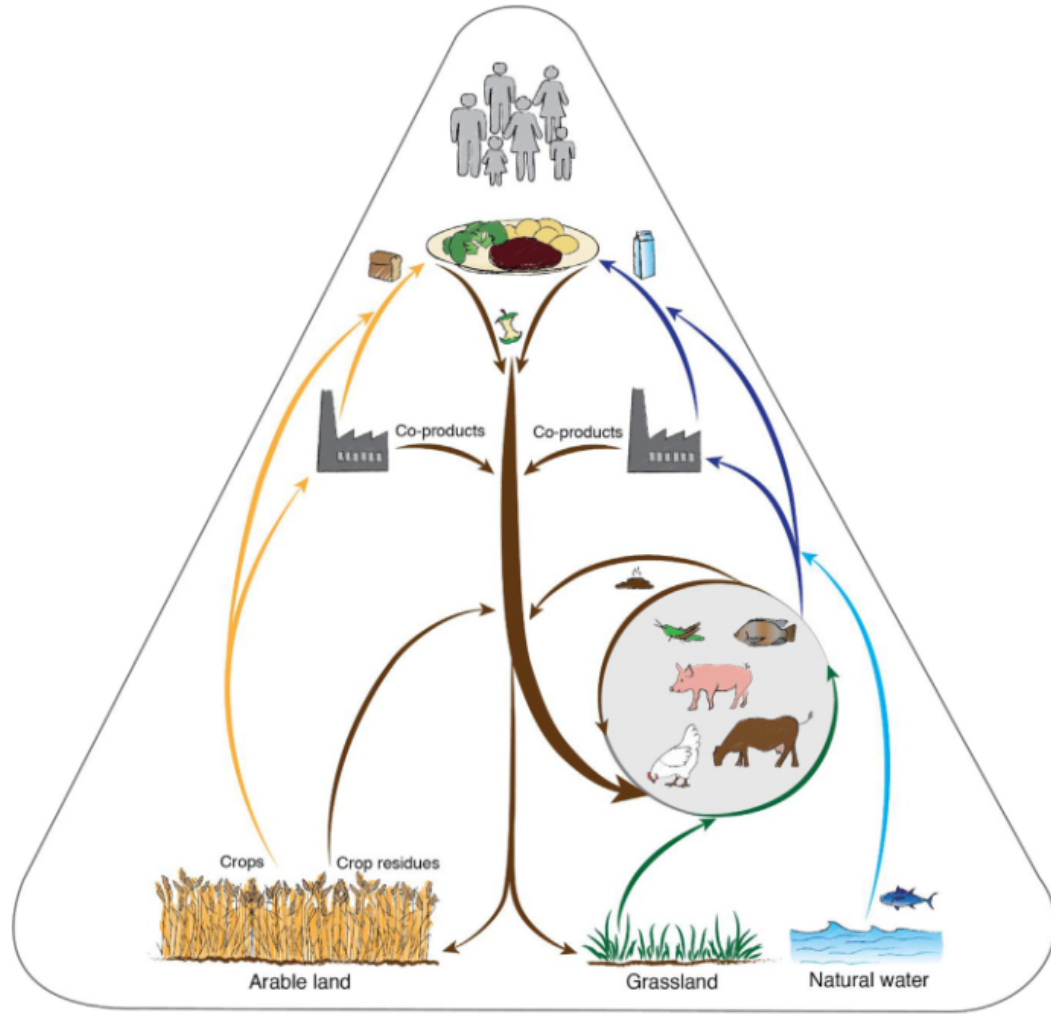 Co-products
Co-products
Crops
Crop residues
Arable land
Grassland
Natural water